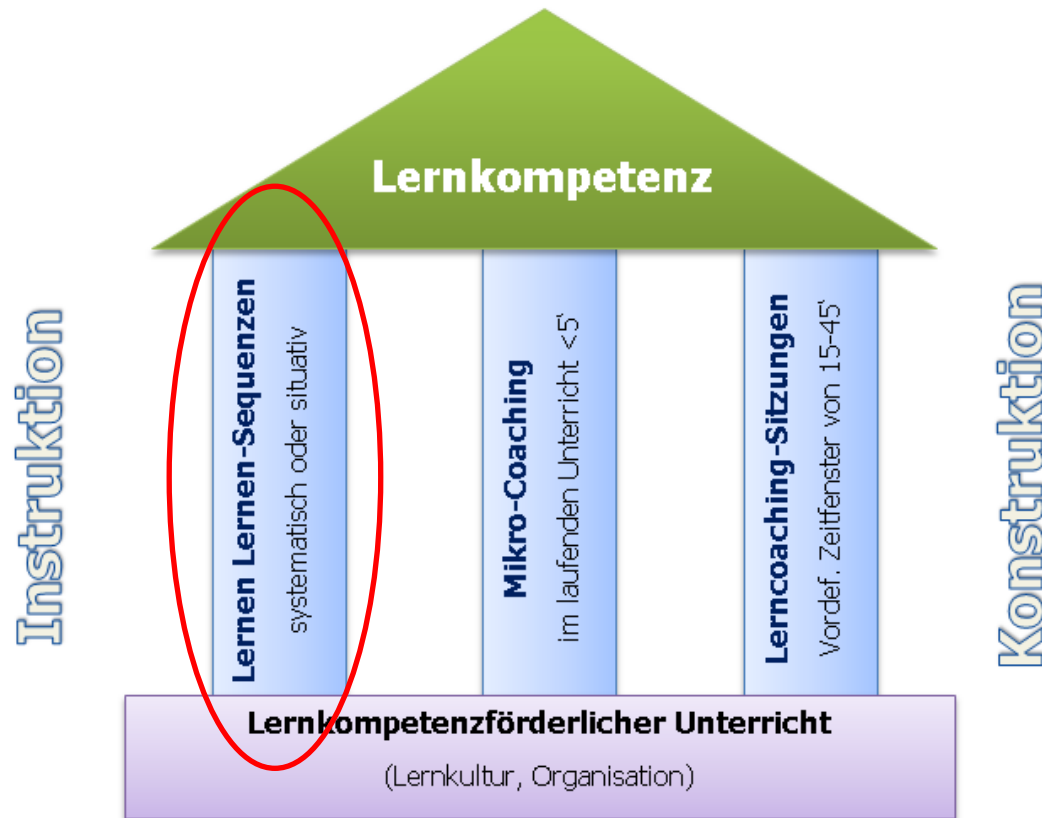 Lernkompetenz
Instruktion
Lernen Lernen-Sequenzen
systematisch oder situativ
Mikro-Coaching
im laufenden Unterricht <5'
Lerncoaching-Sitzungen
Vordef. Zeitfenster von 15-45'
Konstruktion
Lernkompetenzförderlicher Unterricht
(Lernkultur, Organisation)